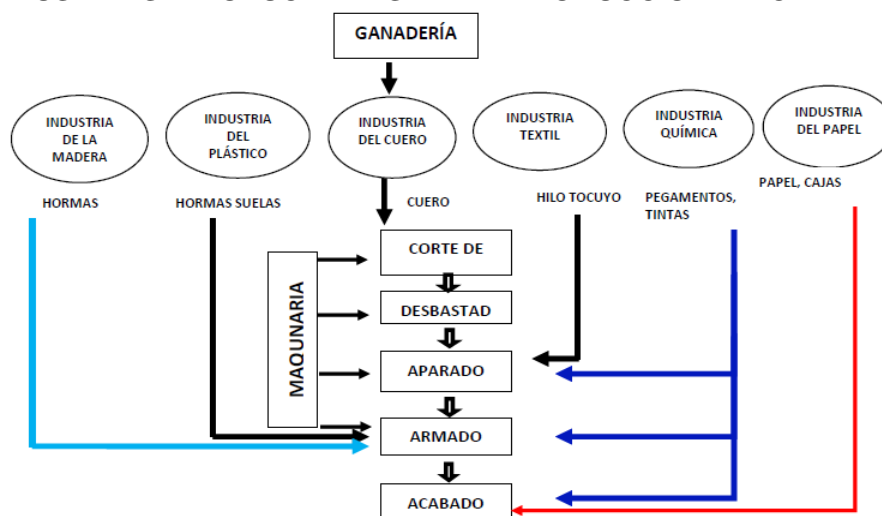 GANADERÍA
INDUSTRIA
DE LA
MADERA
INDUSTRIA
DEL
PLÁSTICO
INDUSTRIA
DEL CUERO
INDUSTRIA
TEXTIL
INDUSTRIA
QUÍMICA
INDUSTRIA
DEL PAPEL
HORMAS
HORMAS SUELAS
CUERO
HILO TOCUYO
PEGAMENTOS,
TINTAS
PAPEL, CAJAS
MAQUNARIA
CORTE DE
DESBASTAD
APARADO
ARMADO
ACABADO